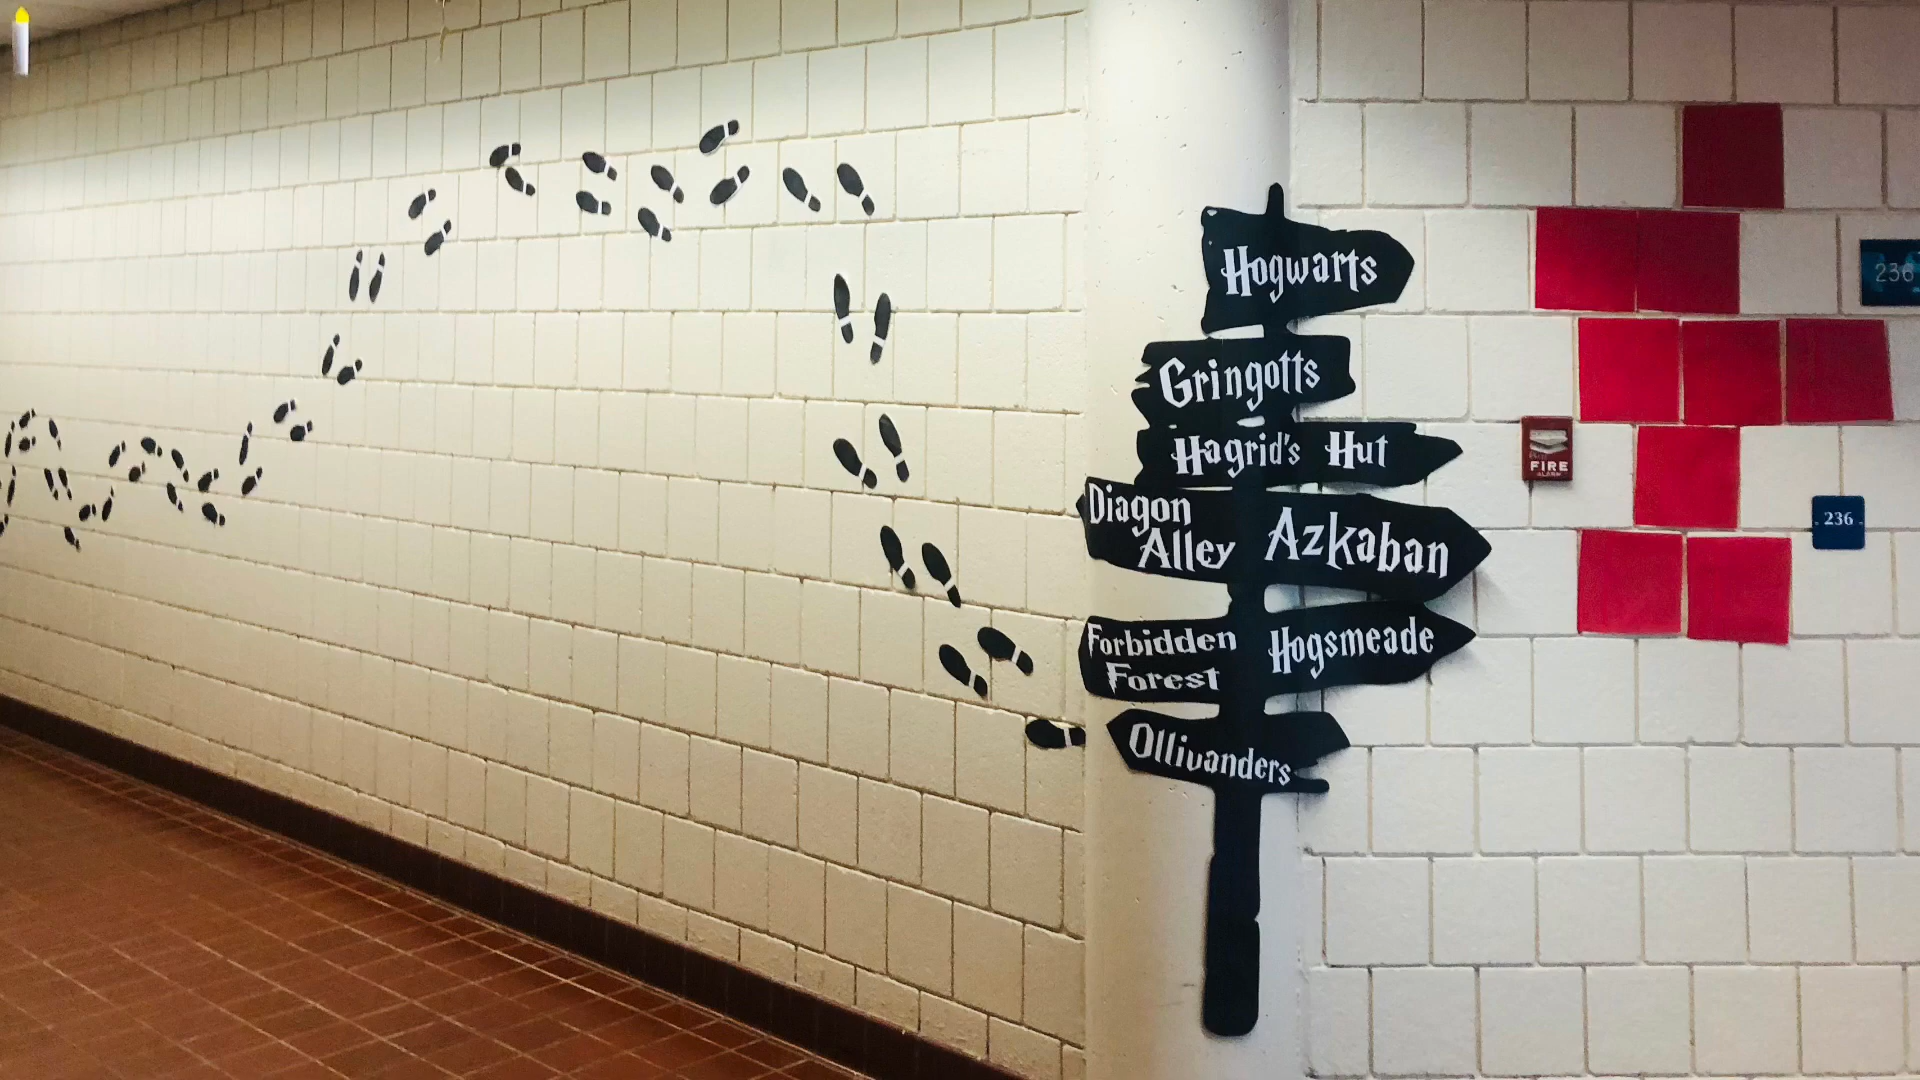 Hogwarts
Gringotts
Hagrid's Hut
Diagon
Alley
Azkaban
Forbidden
Forest
Hogsmeade
Ollivanders
FIRE
236
236